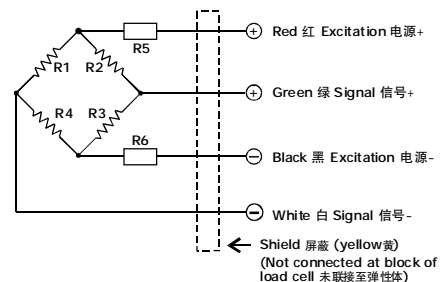 R5
Red 红 Excitation 电源+
R1
R2
Green 绿 Signal 信号+
R4
R3
R6
Black 黑 Excitation 电源-
White 白 Signal 信号-
Shield 屏蔽 (yellow黄)
(Not connected at block of
load cell 未联接至弹性体)